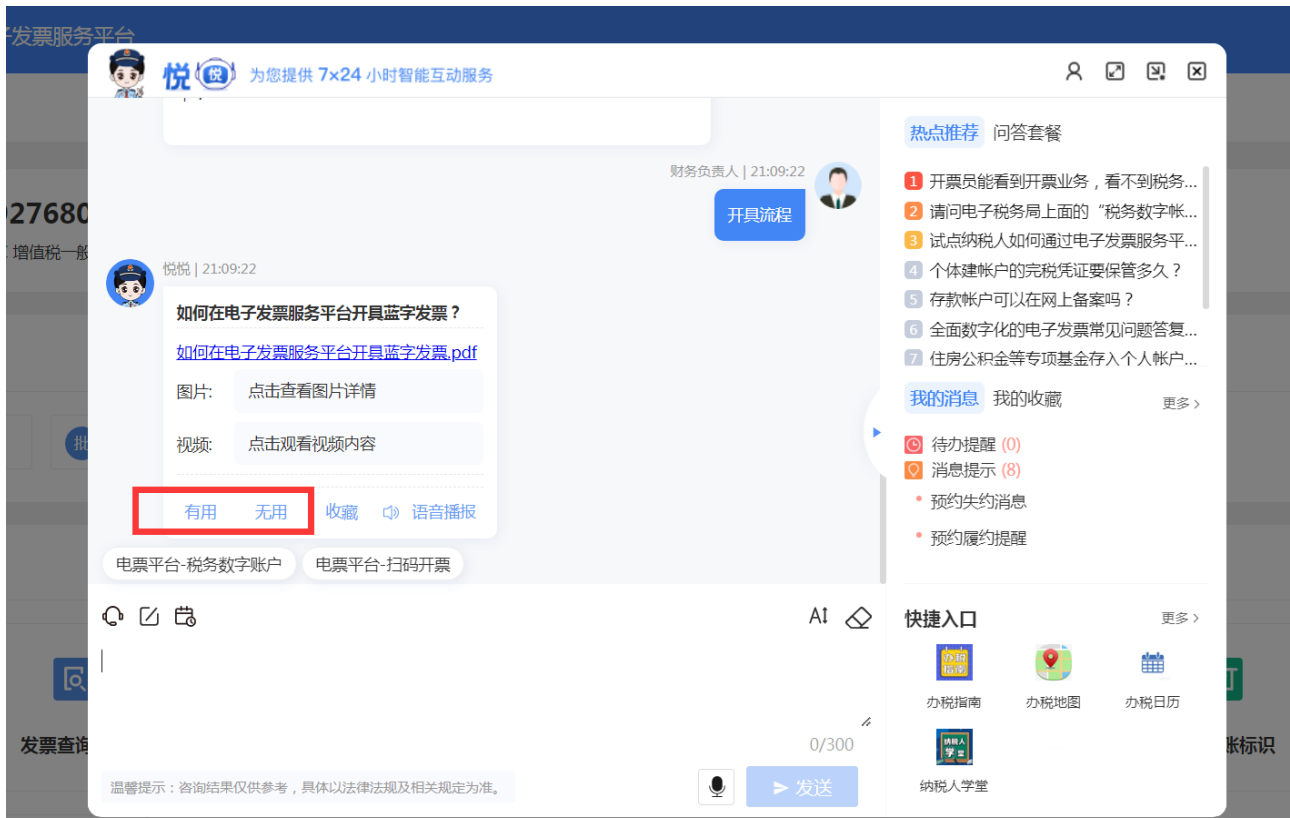 子发票服务平台
悦 悦 为您提供 7×24 小时智能互动服务
财务负责人 | 21:09:22
开具流程
悦悦 | 21:09:22
如何在电子发票服务平台开具蓝字发票？
如何在电子发票服务平台开具蓝字发票.pdf
图片: 点击查看图片详情
视频: 点击观看视频内容
有用 无用 收藏 语音播报
电票平台-税务数字账户 电票平台-扫码开票
0/300
温馨提示：咨询结果仅供参考，具体以法律法规及相关规定为准。
发送
热点推荐 问答套餐
1 开票员能看到开票业务，看不到税务...
2 请问电子税务局上面的“税务数字帐...
3 试点纳税人如何通过电子发票服务平...
4 个体建帐户的完税凭证要保管多久？
5 存款帐户可以在网上备案吗？
6 全面数字化的电子发票常见问题答复...
7 住房公积金等专项基金存入个人帐户...
我的消息 我的收藏 更多 >
待办提醒 (0)
消息提示 (8)
预约失约消息
预约履约提醒
快捷入口 更多 >
办税指南
办税指南 办税地图 办税日历
纳税人学堂
纳税人学堂
27680
增值税一般
批
发票查询
账标识